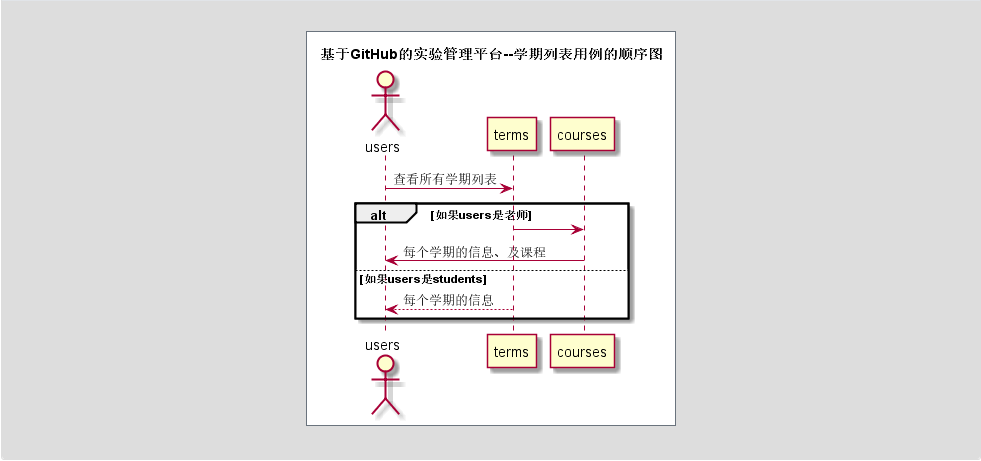 基于GitHub的实验管理平台--学期列表用例的顺序图
users
terms
courses
查看所有学期列表
alt
[如果users是老师]
每个学期的信息、及课程
[如果users是students]
每个学期的信息
users
terms
courses